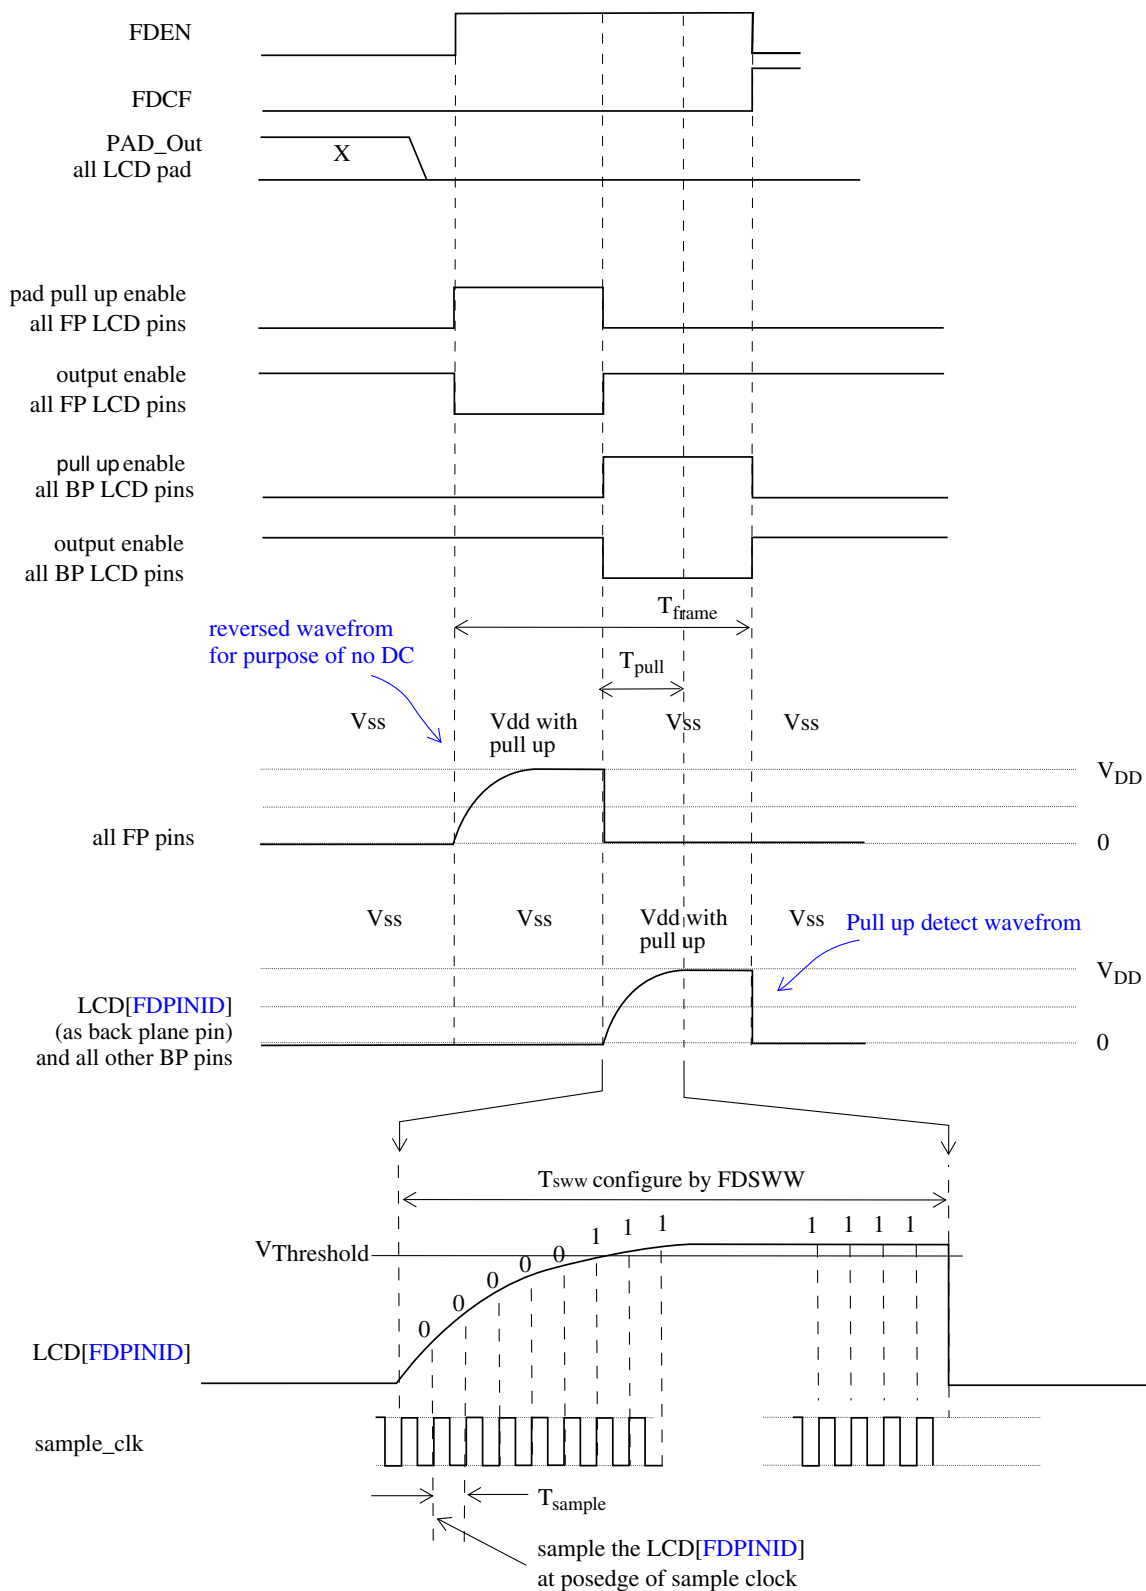 FDEN
FDCF
PAD_Out
all LCD pad
X
pad pull up enable
all FP LCD pins
output enable
all FP LCD pins
pull up enable
all BP LCD pins
output enable
all BP LCD pins
Tframe
reversed wavefrom
for purpose of no DC
Tpull
Vss
Vdd with
pull up
Vss
Vss
VDD
all FP pins
0
Vss
Vss
Vdd with
pull up
Vss
Pull up detect wavefrom
VDD
LCD[FDPINID]
(as back plane pin)
and all other BP pins
0
Tsww configure by FDSWW
VThreshold
0 0 0 0 0 1 1 1 1 1 1 1
LCD[FDPINID]
sample_clk
Tsample
sample the LCD[FDPINID]
at posedge of sample clock